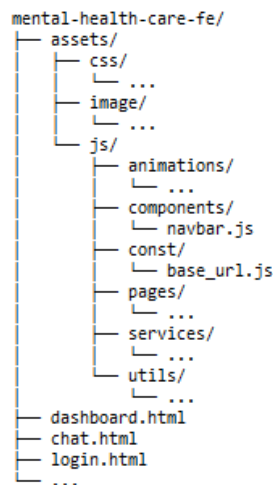 mental-health-care-fe/
├── assets/
│   ├── css/
│   │   └── ...
│   ├── image/
│   │   └── ...
│   └── js/
│       ├── animations/
│       │   └── ...
│       ├── components/
│       │   └── navbar.js
│       ├── const/
│       │   └── base_url.js
│       ├── pages/
│       │   └── ...
│       ├── services/
│       │   └── ...
│       └── utils/
│           └── ...
├── dashboard.html
├── chat.html
├── login.html
└── ...